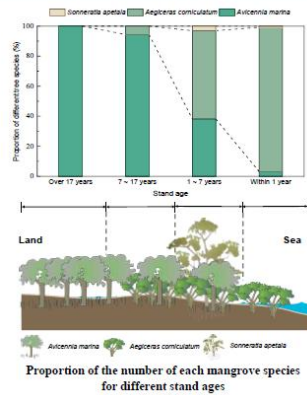 Sonneratia apetala Aegiceras corniculatum Avicennia marina
Proportion of different tree species (%)
100
80
60
40
20
0
Over 17 years 7 ~ 17 years 1 ~ 7 years Within 1 year
Stand age
Land Sea
Avicennia marina Aegiceras corniculatum Sonneratia apetala
Proportion of the number of each mangrove species
for different stand ages